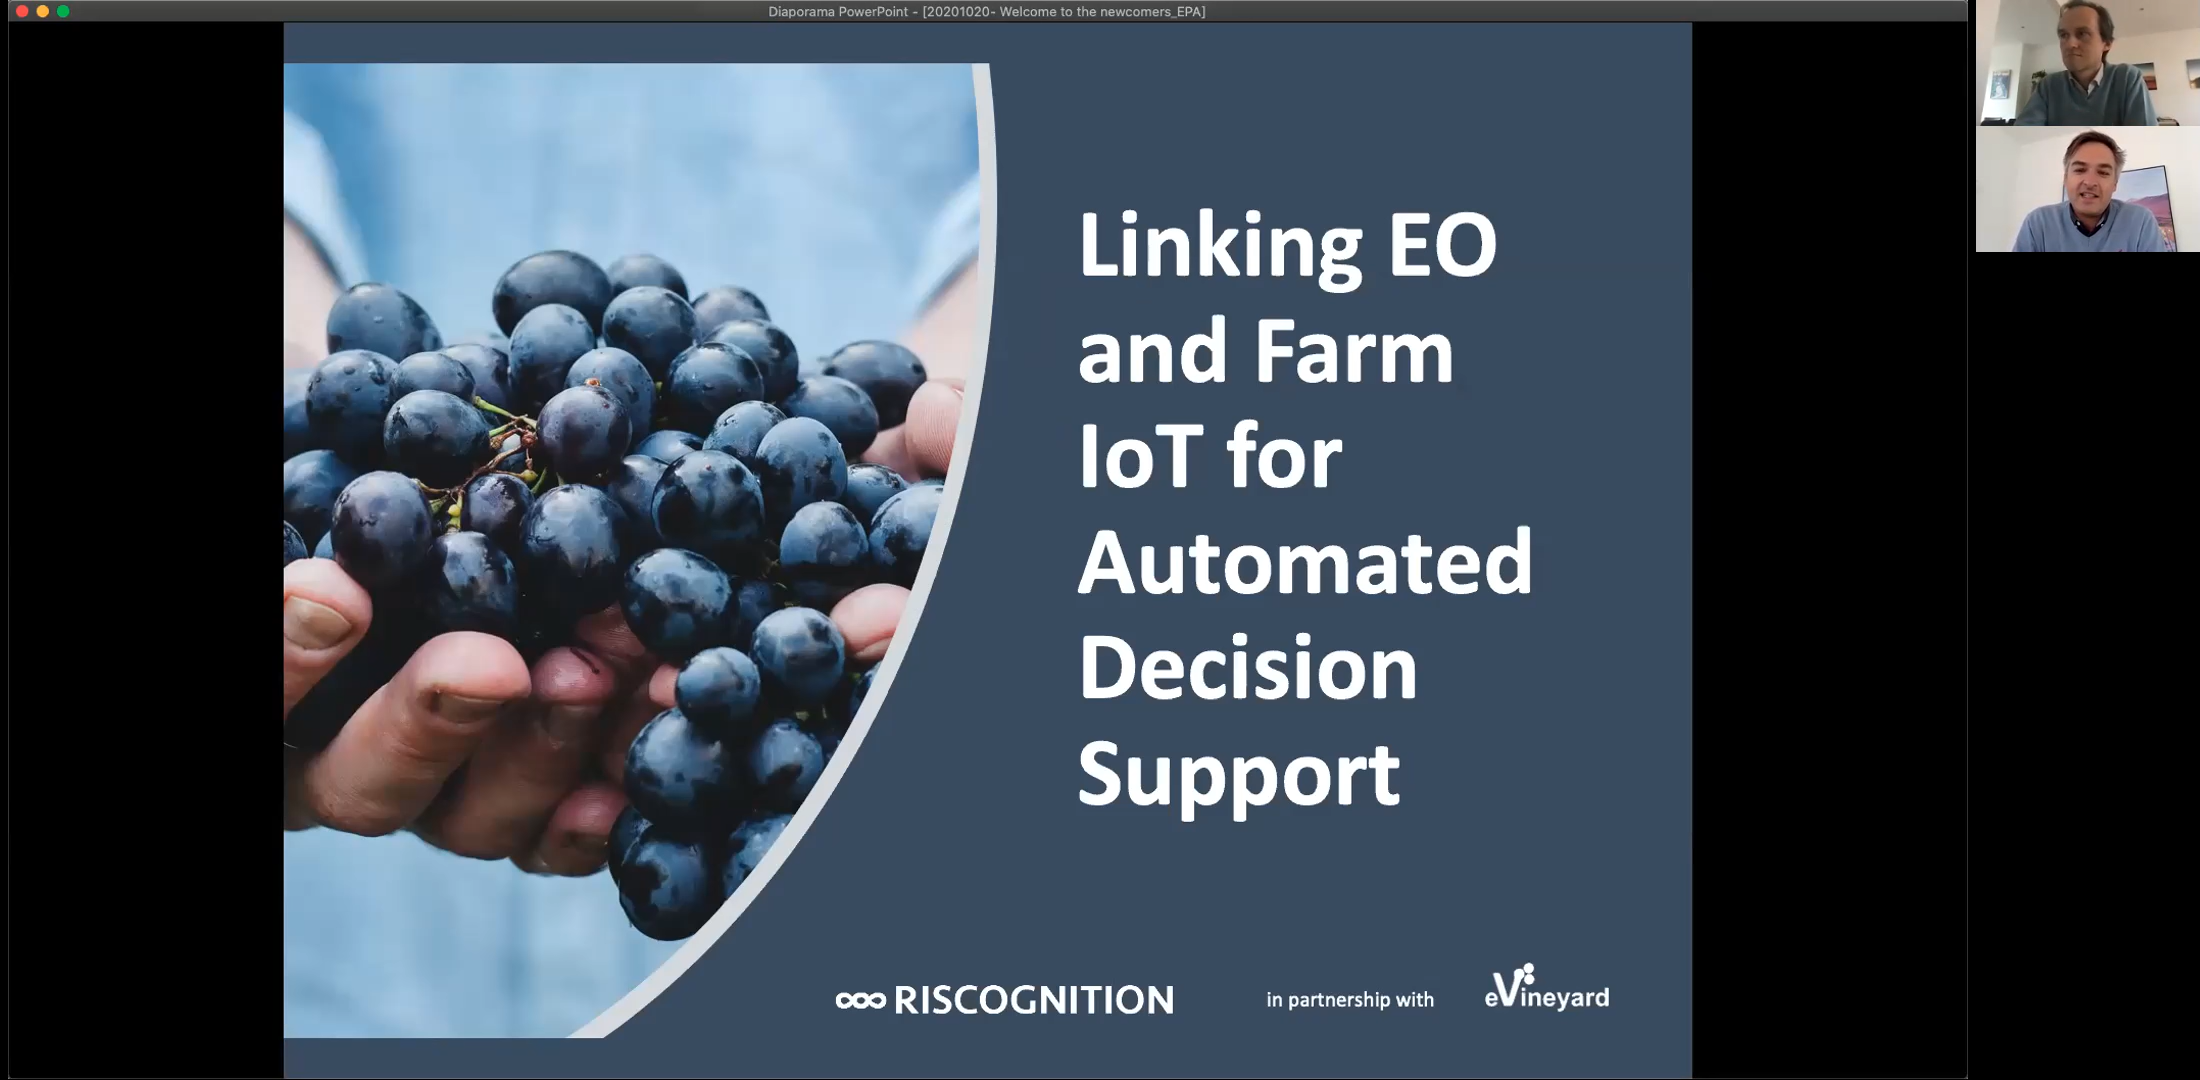 Diaporama PowerPoint - [20201020- Welcome to the newcomers_EPA]
Linking EO
and Farm
IoT for
Automated
Decision
Support
RISCOGNITION
in partnership with
eVineyard